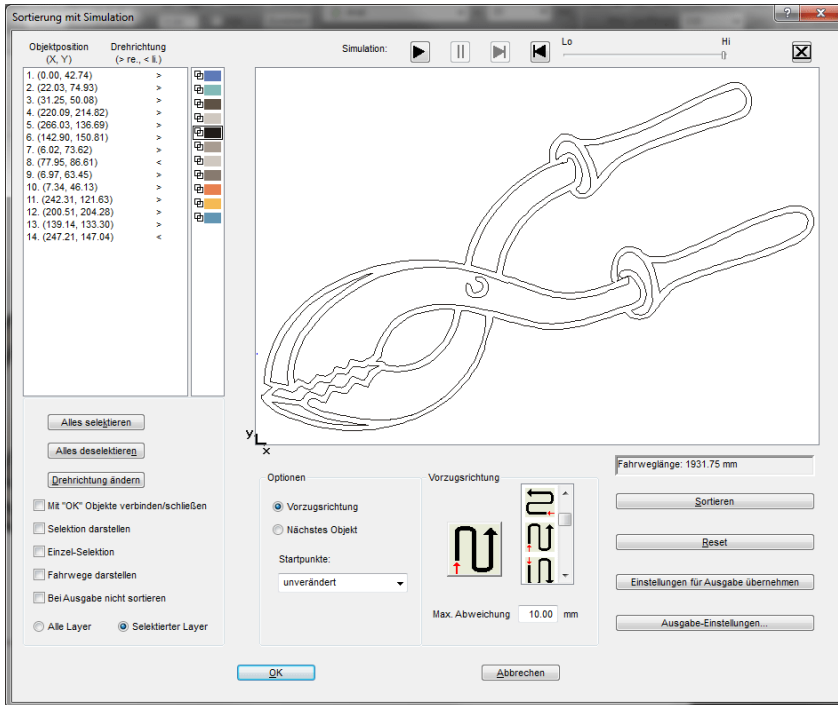 Sortierung mit Simulation
Objektposition Drehrichtung
(X, Y) (> re., < li.)
Simulation: Lo Hi
1. (0.00, 42.74) >
2. (22.03, 74.93) >
3. (31.25, 50.08) >
4. (220.09, 214.82) >
5. (266.03, 136.69) >
6. (142.90, 150.81) >
7. (6.02, 73.62) >
8. (77.95, 86.61) <
9. (6.97, 63.45) >
10. (7.34, 46.13) >
11. (242.31, 121.63) >
12. (200.51, 204.28) >
13. (139.14, 133.30) >
14. (247.21, 147.04) <
y
x
Alles selektieren
Alles deselektieren
Drehrichtung ändern
Mit "OK" Objekte verbinden/schließen
Selektion darstellen
Einzel-Selektion
Fahrwege darstellen
Bei Ausgabe nicht sortieren
Alle Layer Selektierter Layer
Optionen
Vorzugsrichtung
Nächstes Objekt
Startpunkte:
unverändert
Vorzugsrichtung
Max. Abweichung 10.00 mm
Fahrweglänge: 1931.75 mm
Sortieren
Reset
Einstellungen für Ausgabe übernehmen
Ausgabe-Einstellungen...
OK
Abbrechen